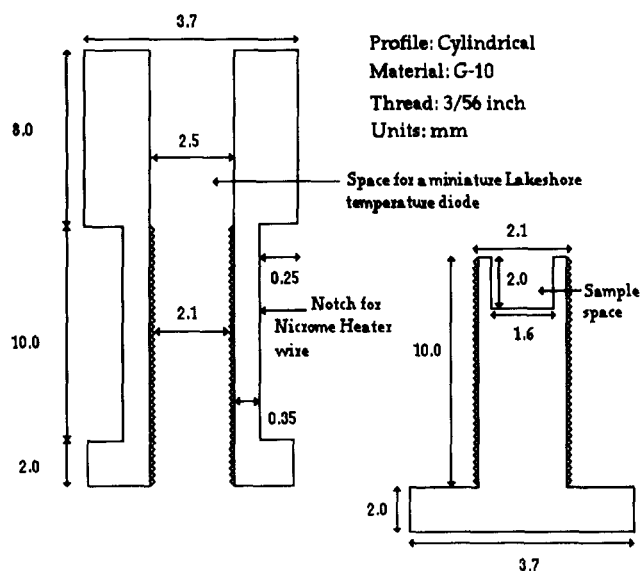 3.7
Profile: Cylindrical
Material: G-10
Thread: 3/56 inch
Units: mm
8.0
2.5
Space for a miniature Lakeshore
temperature diode
0.25
2.1
Notch for
Nicrome Heater
wire
10.0
0.35
2.0
2.1
2.0
Sample
space
1.6
10.0
2.0
3.7